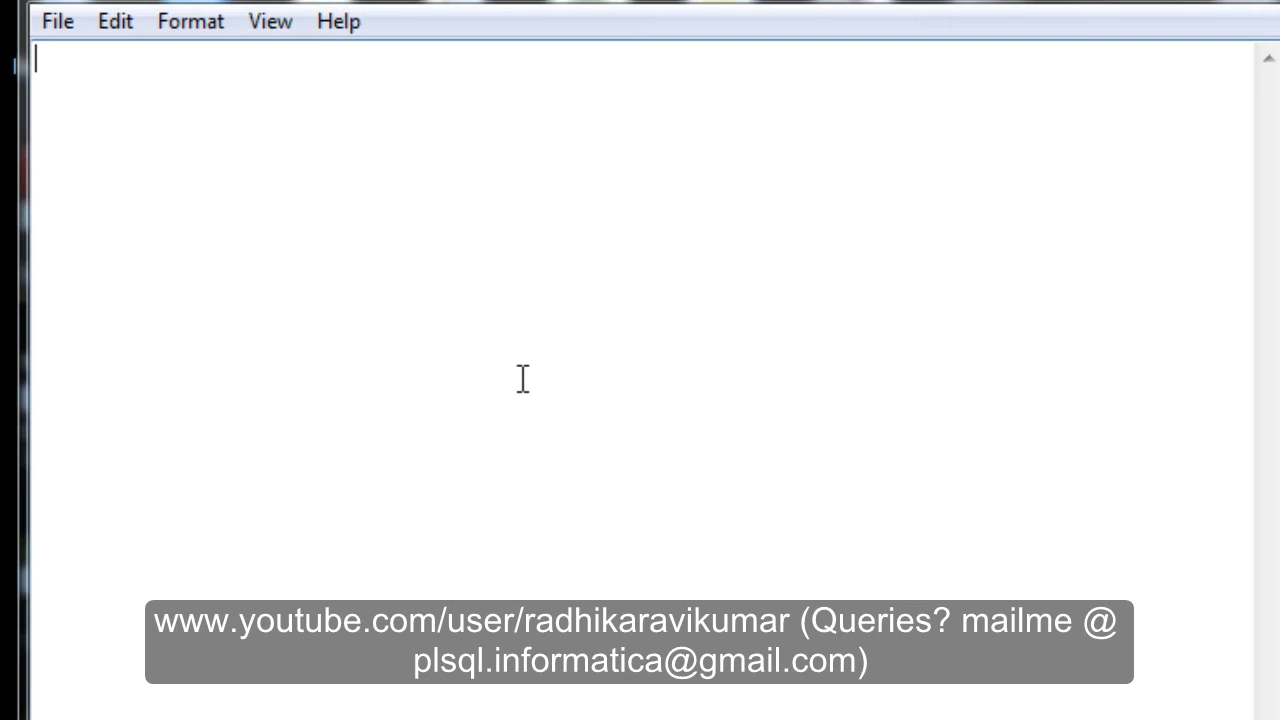 File Edit Format View Help
www.youtube.com/user/radhikaravikumar (Queries? mailme @
plsql.informatica@gmail.com)